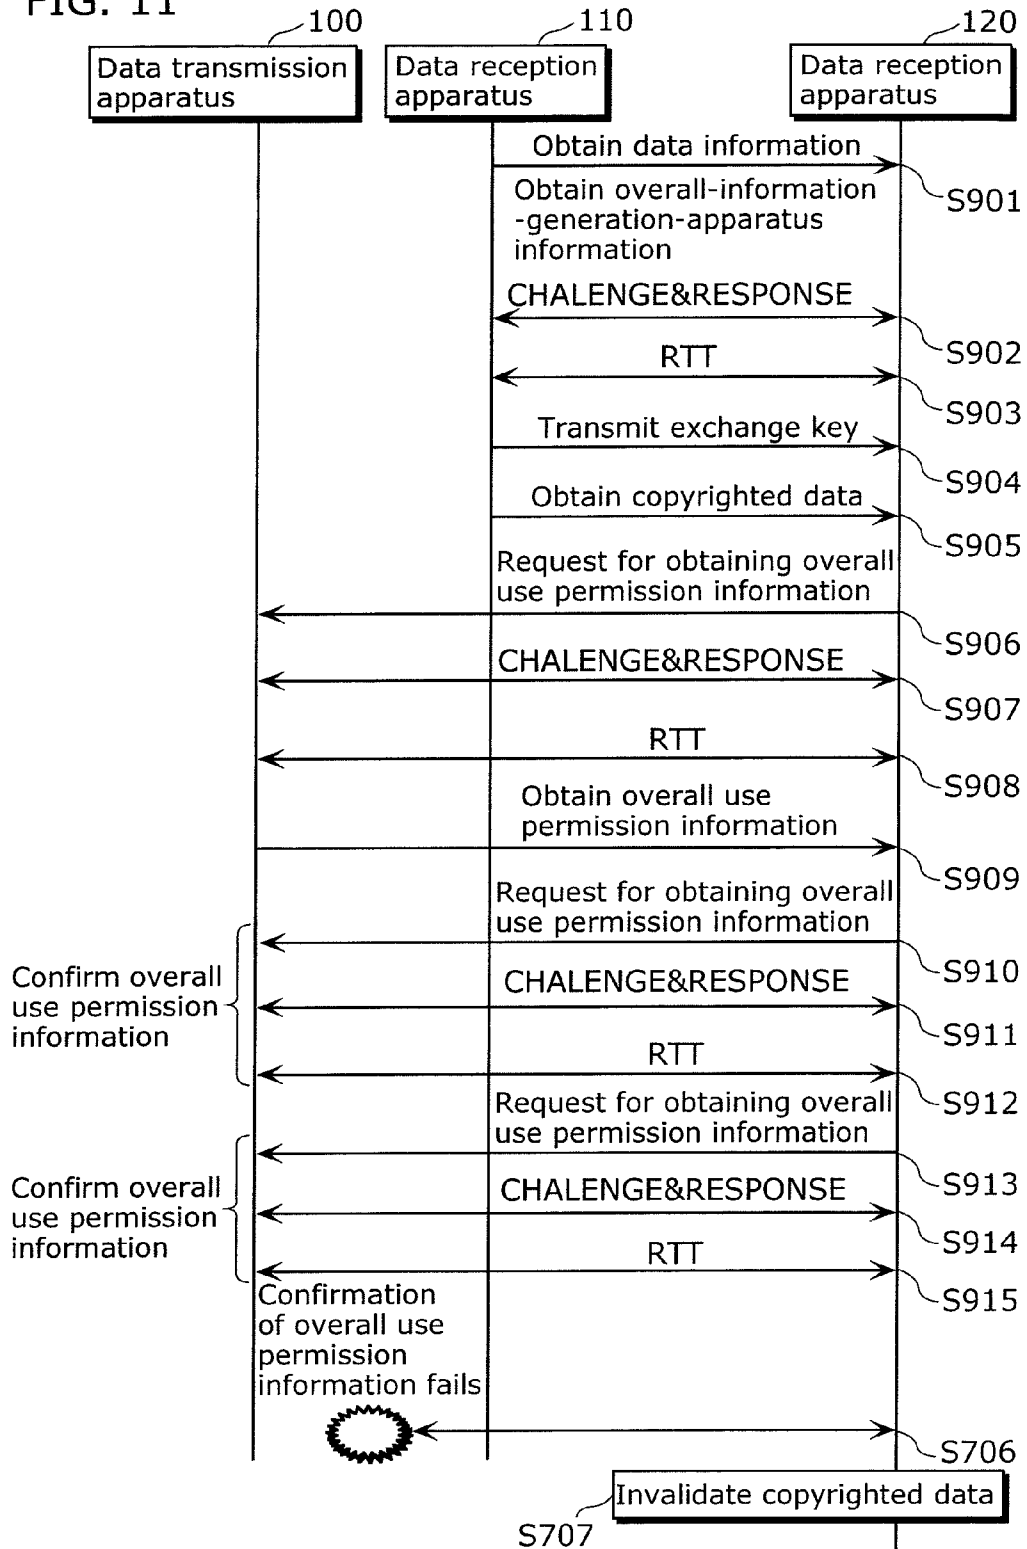 FIG. 11
100
110
120
Data transmission
apparatus
Data reception
apparatus
Data reception
apparatus
Obtain data information
S901
Obtain overall-information
-generation-apparatus
information
CHALENGE&RESPONSE
S902
RTT
S903
Transmit exchange key
S904
Obtain copyrighted data
S905
Request for obtaining overall
use permission information
S906
CHALENGE&RESPONSE
S907
RTT
S908
Obtain overall use
permission information
S909
Request for obtaining overall
use permission information
S910
Confirm overall
use permission
information
CHALENGE&RESPONSE
S911
RTT
S912
Request for obtaining overall
use permission information
S913
Confirm overall
use permission
information
CHALENGE&RESPONSE
S914
RTT
S915
Confirmation
of overall use
permission
information fails
S706
Invalidate copyrighted data
S707